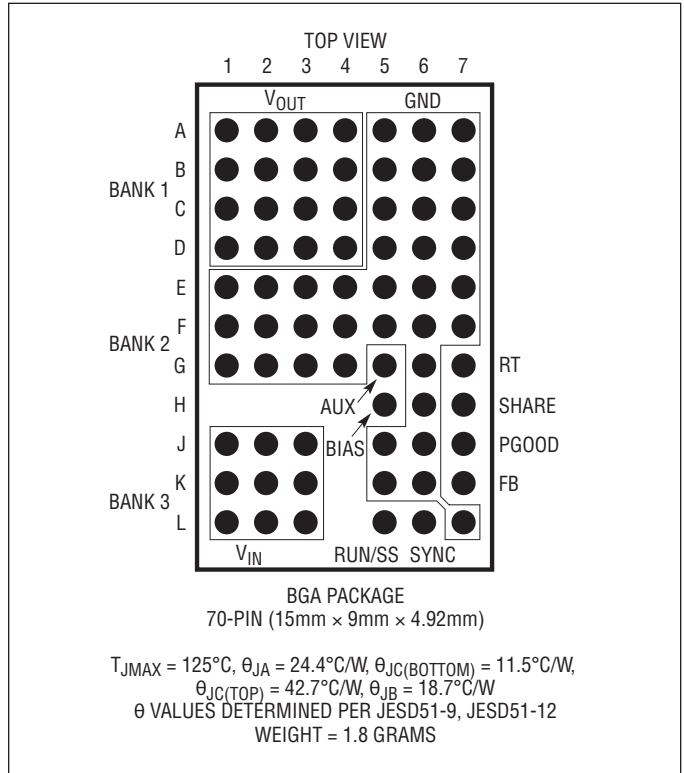 TOP VIEW
1 2 3 4 5 6 7
VOUT GND
A
B
BANK 1
C
D
E
F
BANK 2
G RT
AUX H SHARE
J BIAS PGOOD
K FB
BANK 3
L
VIN RUN/SS SYNC
BGA PACKAGE
70-PIN (15mm × 9mm × 4.92mm)
TJMAX = 125°C, θJA = 24.4°C/W, θJC(BOTTOM) = 11.5°C/W,
θJC(TOP) = 42.7°C/W, θJB = 18.7°C/W
θ VALUES DETERMINED PER JESD51-9, JESD51-12
WEIGHT = 1.8 GRAMS